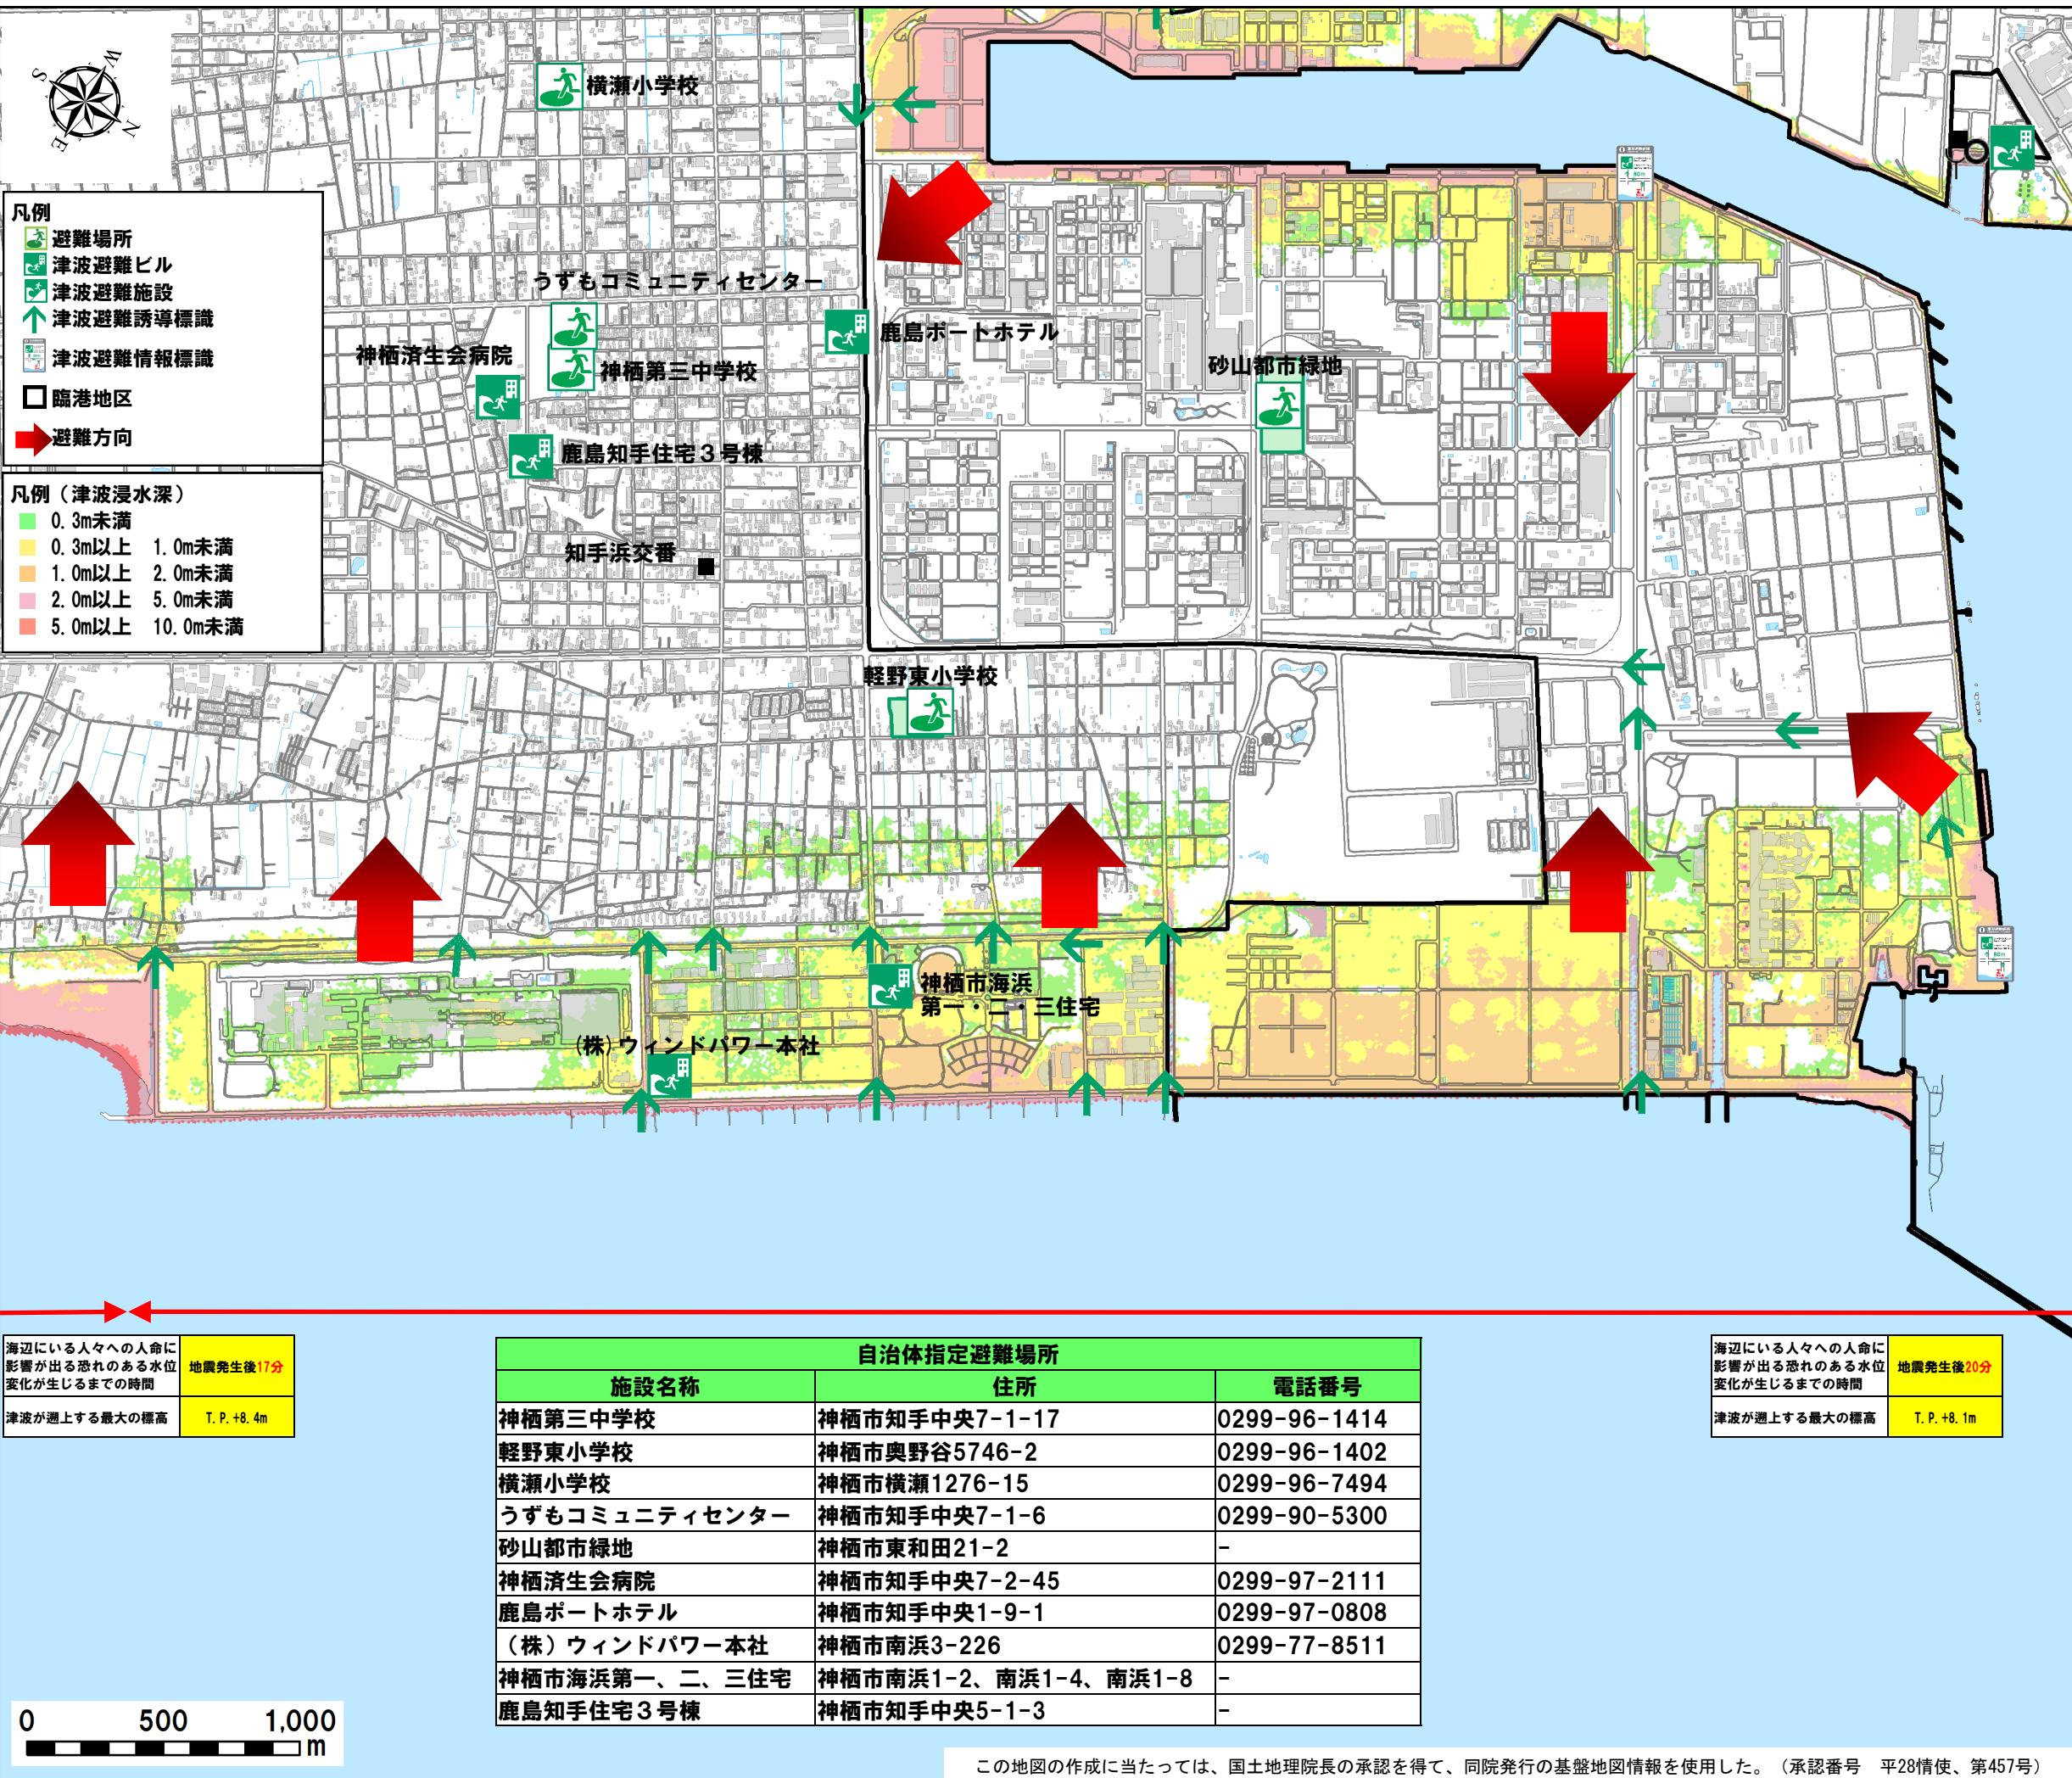 W
S
N
E
横瀬小学校
凡例
避難場所
津波避難ビル
津波避難施設
津波避難誘導標識
津波避難情報標識
臨港地区
避難方向
うずもコミュニティセンター
鹿島ポートホテル
神栖済生会病院
神栖第三中学校
砂山都市緑地
鹿島知手住宅3号棟
凡例（津波浸水深）
0.3m未満
0.3m以上 1.0m未満
1.0m以上 2.0m未満
2.0m以上 5.0m未満
5.0m以上 10.0m未満
知手浜交番
軽野東小学校
神栖市海浜
第一・二・三住宅
(株)ウィンドパワー本社
海辺にいる人々への人命に
影響が出る恐れのある水位
変化が生じるまでの時間
地震発生後17分
津波が遡上する最大の標高
T.P.+8.4m
自治体指定避難場所
施設名称 住所 電話番号
神栖第三中学校 神栖市知手中央7-1-17 0299-96-1414
軽野東小学校 神栖市奥野谷5746-2 0299-96-1402
横瀬小学校 神栖市横瀬1276-15 0299-96-7494
うずもコミュニティセンター 神栖市知手中央7-1-6 0299-90-5300
砂山都市緑地 神栖市東和田21-2 -
神栖済生会病院 神栖市知手中央7-2-45 0299-97-2111
鹿島ポートホテル 神栖市知手中央1-9-1 0299-97-0808
（株）ウィンドパワー本社 神栖市南浜3-226 0299-77-8511
神栖市海浜第一、二、三住宅 神栖市南浜1-2、南浜1-4、南浜1-8 -
鹿島知手住宅3号棟 神栖市知手中央5-1-3 -
海辺にいる人々への人命に
影響が出る恐れのある水位
変化が生じるまでの時間
地震発生後20分
津波が遡上する最大の標高
T.P.+8.1m
0 500 1,000
m
この地図の作成に当たっては、国土地理院長の承認を得て、同院発行の基盤地図情報を使用した。（承認番号 平28情使、第457号）